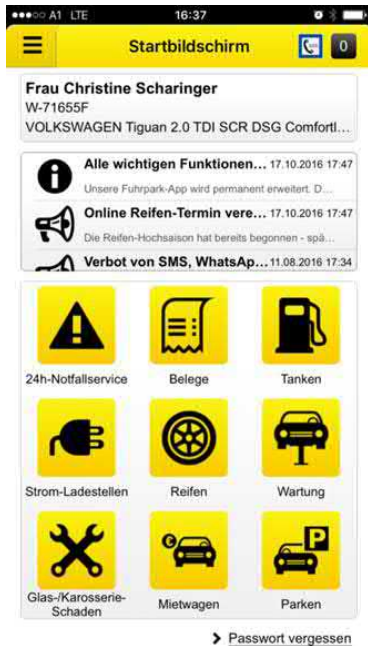 A1 LTE 16:37
Startbildschirm 0
Frau Christine Scharinger
W-71655F
VOLKSWAGEN Tiguan 2.0 TDI SCR DSG Comfortl...
Alle wichtigen Funktionen... 17.10.2016 17:47
Unsere Fuhrpark-App wird permanent erweitert. D...
Online Reifen-Termin vere... 17.10.2016 17:47
Die Reifen-Hochsaison hat bereits begonnen - spä...
Verbot von SMS, WhatsAp... 11.08.2016 17:34
24h-Notfallservice Belege Tanken
Strom-Ladestellen Reifen Wartung
P
Glas-/Karosserie-
Schaden Mietwagen Parken
Passwort vergessen